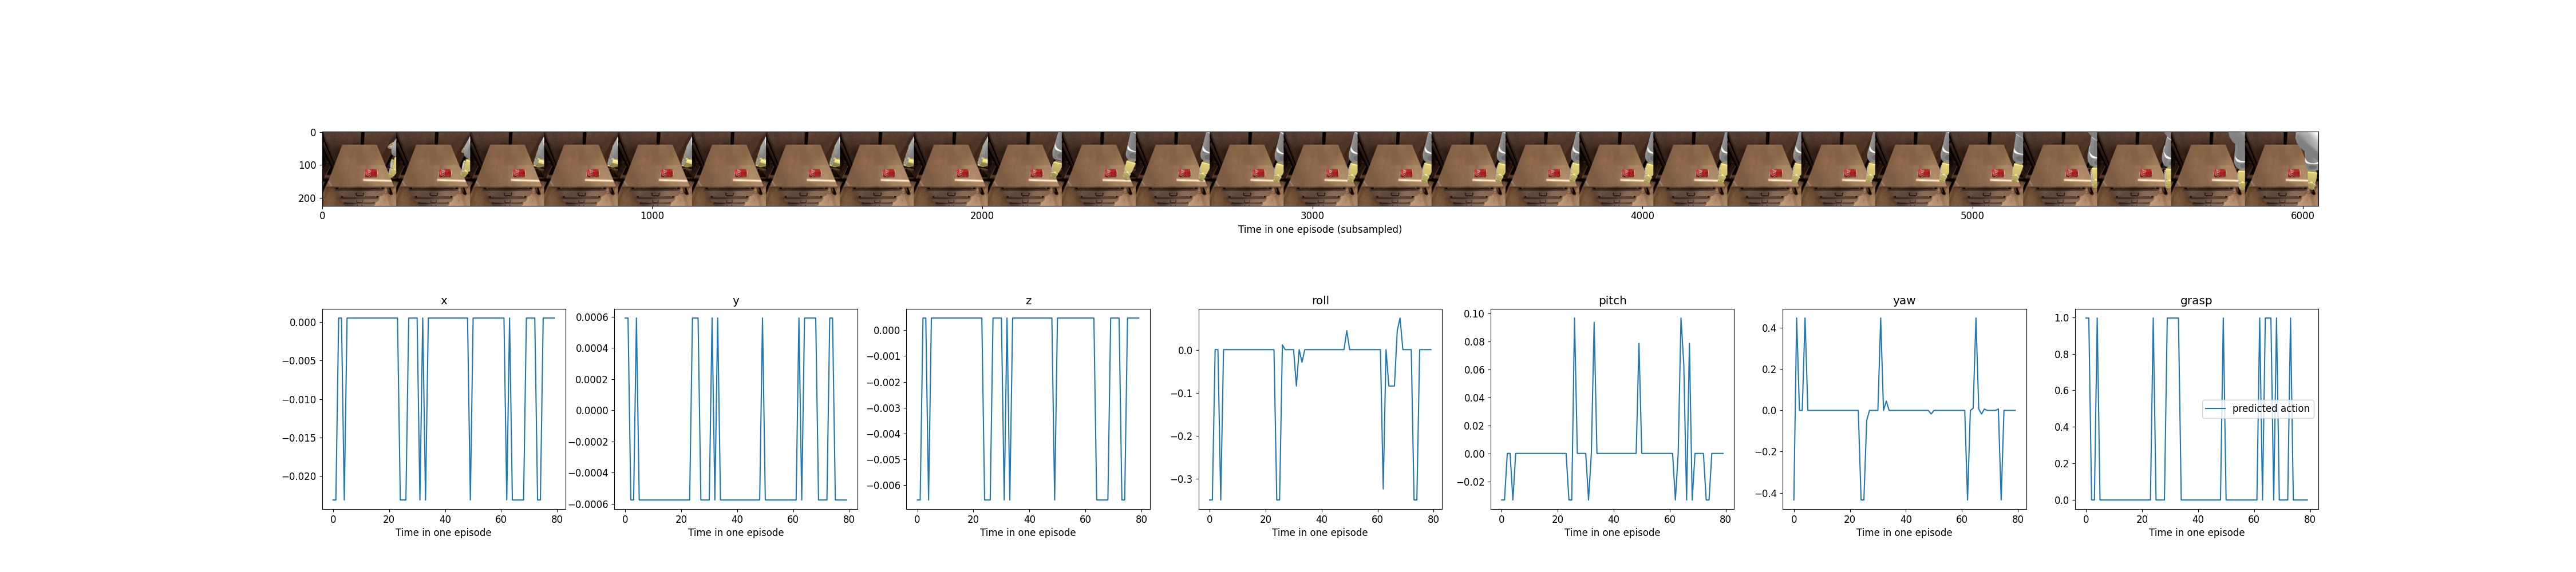 0
100
200
0 1000 2000 3000 4000 5000 6000
Time in one episode (subsampled)
x
0.000
−0.005
−0.010
−0.015
−0.020
0 20 40 60 80
Time in one episode
y
0.0006
0.0004
0.0002
0.0000
−0.0002
−0.0004
−0.0006
0 20 40 60 80
Time in one episode
z
0.000
−0.001
−0.002
−0.003
−0.004
−0.005
−0.006
0 20 40 60 80
Time in one episode
roll
0.0
−0.1
−0.2
−0.3
0 20 40 60 80
Time in one episode
pitch
0.10
0.08
0.06
0.04
0.02
0.00
−0.02
0 20 40 60 80
Time in one episode
yaw
0.4
0.2
0.0
−0.2
−0.4
0 20 40 60 80
Time in one episode
grasp
1.0
0.8
0.6
0.4
0.2
0.0
predicted action
0 20 40 60 80
Time in one episode